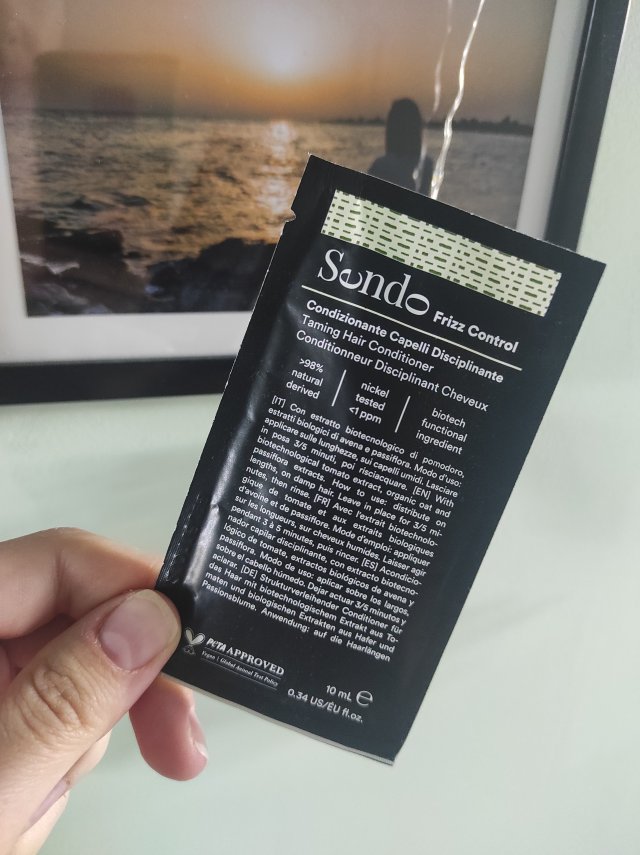 Sendo Frizz Control
Condizionante Capelli Disciplinante
Taming Hair Conditioner
Conditionneur Disciplinant Cheveux
>98%
natural
derived
nickel
tested
<1 ppm
biotech
functional
ingredient
[IT] Con estratto biotecnologico di pomodoro,
estratti biologici di avena e passiflora. Modo d'uso:
applicare sulle lunghezze, sui capelli umidi. Lasciare
in posa 3/5 minuti, poi risciacquare. [EN] With
biotechnological tomato extract, organic oat and
passiflora extracts. How to use: distribute on
lengths, on damp hair. Leave in place for 3/5 mi-
nutes, then rinse. [FR] Avec l'extrait biotechnolo-
gique de tomate et aux extraits biologiques
d'avoine et de passiflore. Mode d'emploi: appliquer
sur les longueurs, sur cheveux humides. Laisser agir
pendant 3 à 5 minutes, puis rincer. [ES] Acondicio-
nador capilar disciplinante, con extracto biotecno-
lógico de tomate, extractos biológicos de avena y
passiflora. Modo de uso: aplicar sobre las largos,
sobre el cabello húmedo. Dejar actuar 3/5 minutos y
aclarar. [DE] Strukturverleihender Conditioner für
das Haar mit biotechnologischem Extrakt aus To-
maten und biologischen Extrakten aus Hafer und
Passionsblume. Anwendung: auf die Haarlängen
PETA APPROVED
Vegan | Global Animal Test Policy
10 mL ℮
0.34 US/EU fl.oz.